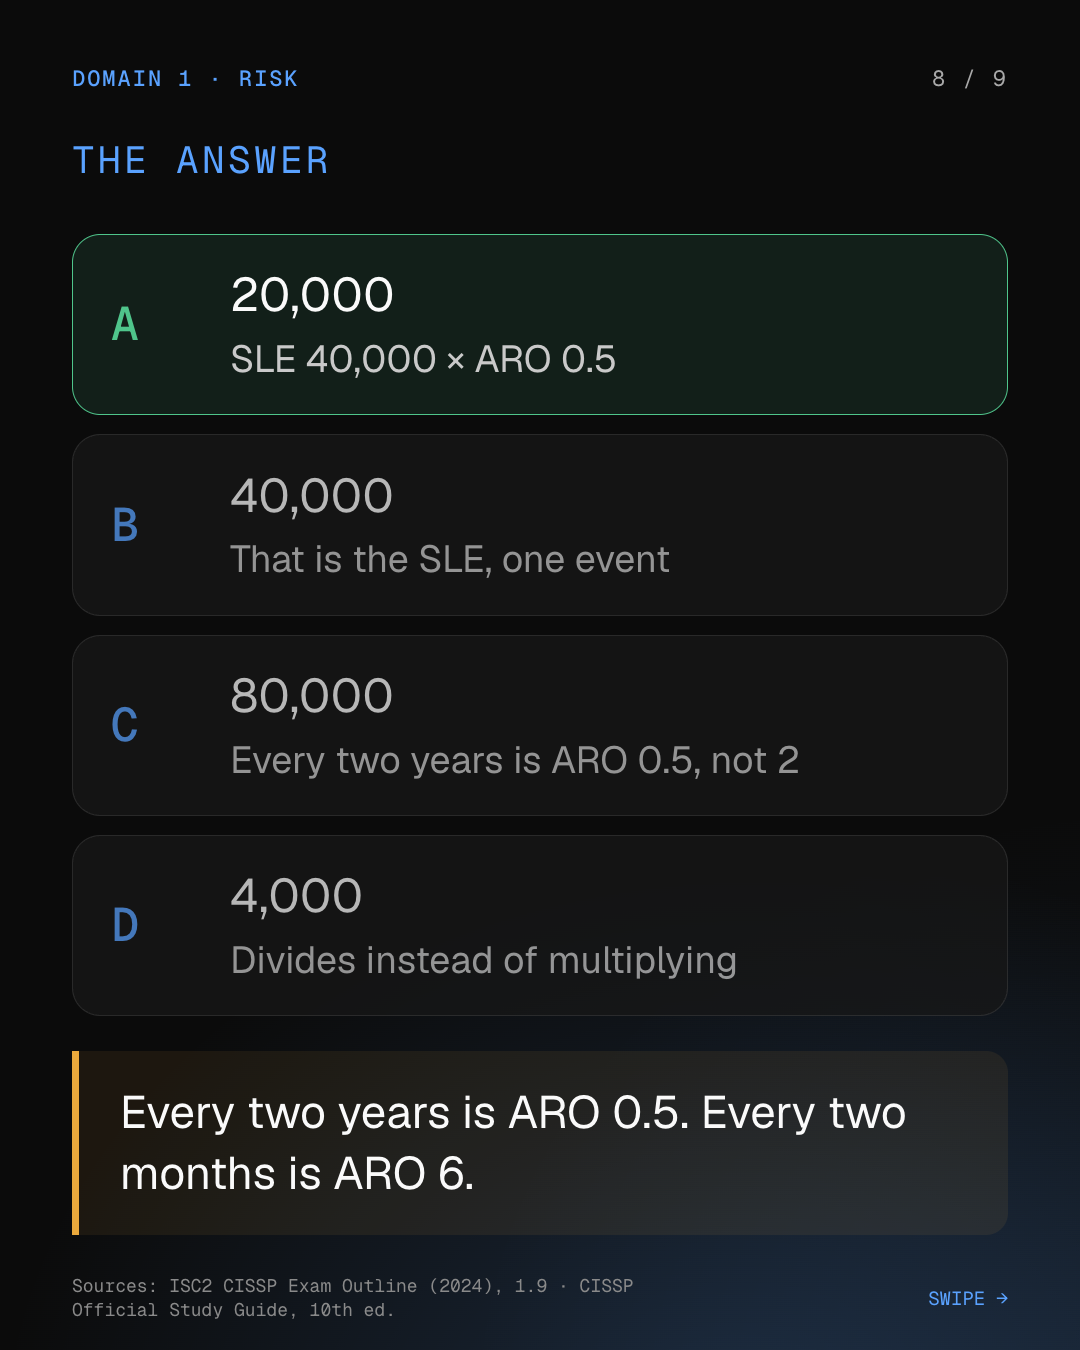 DOMAIN 1 · RISK
8 / 9
THE ANSWER
A
20,000
SLE 40,000 × ARO 0.5
B
40,000
That is the SLE, one event
C
80,000
Every two years is ARO 0.5, not 2
D
4,000
Divides instead of multiplying
Every two years is ARO 0.5. Every two
months is ARO 6.
Sources: ISC2 CISSP Exam Outline (2024), 1.9 · CISSP
Official Study Guide, 10th ed.
SWIPE →